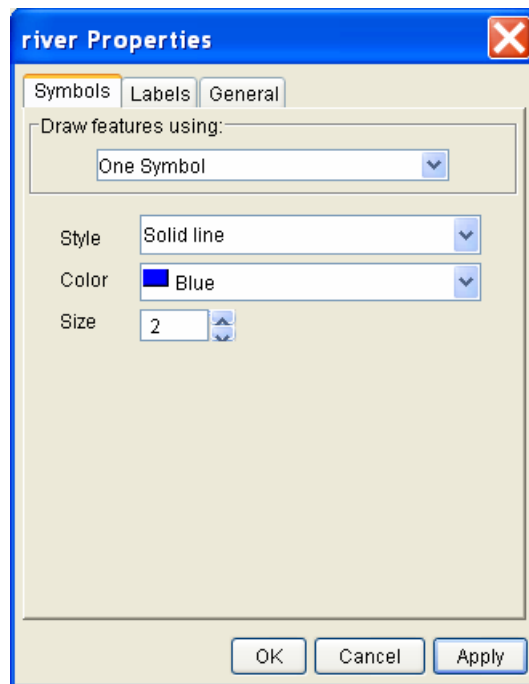 river Properties
Symbols Labels General
Draw features using:
One Symbol
Style Solid line
Color Blue
Size 2
OK Cancel Apply